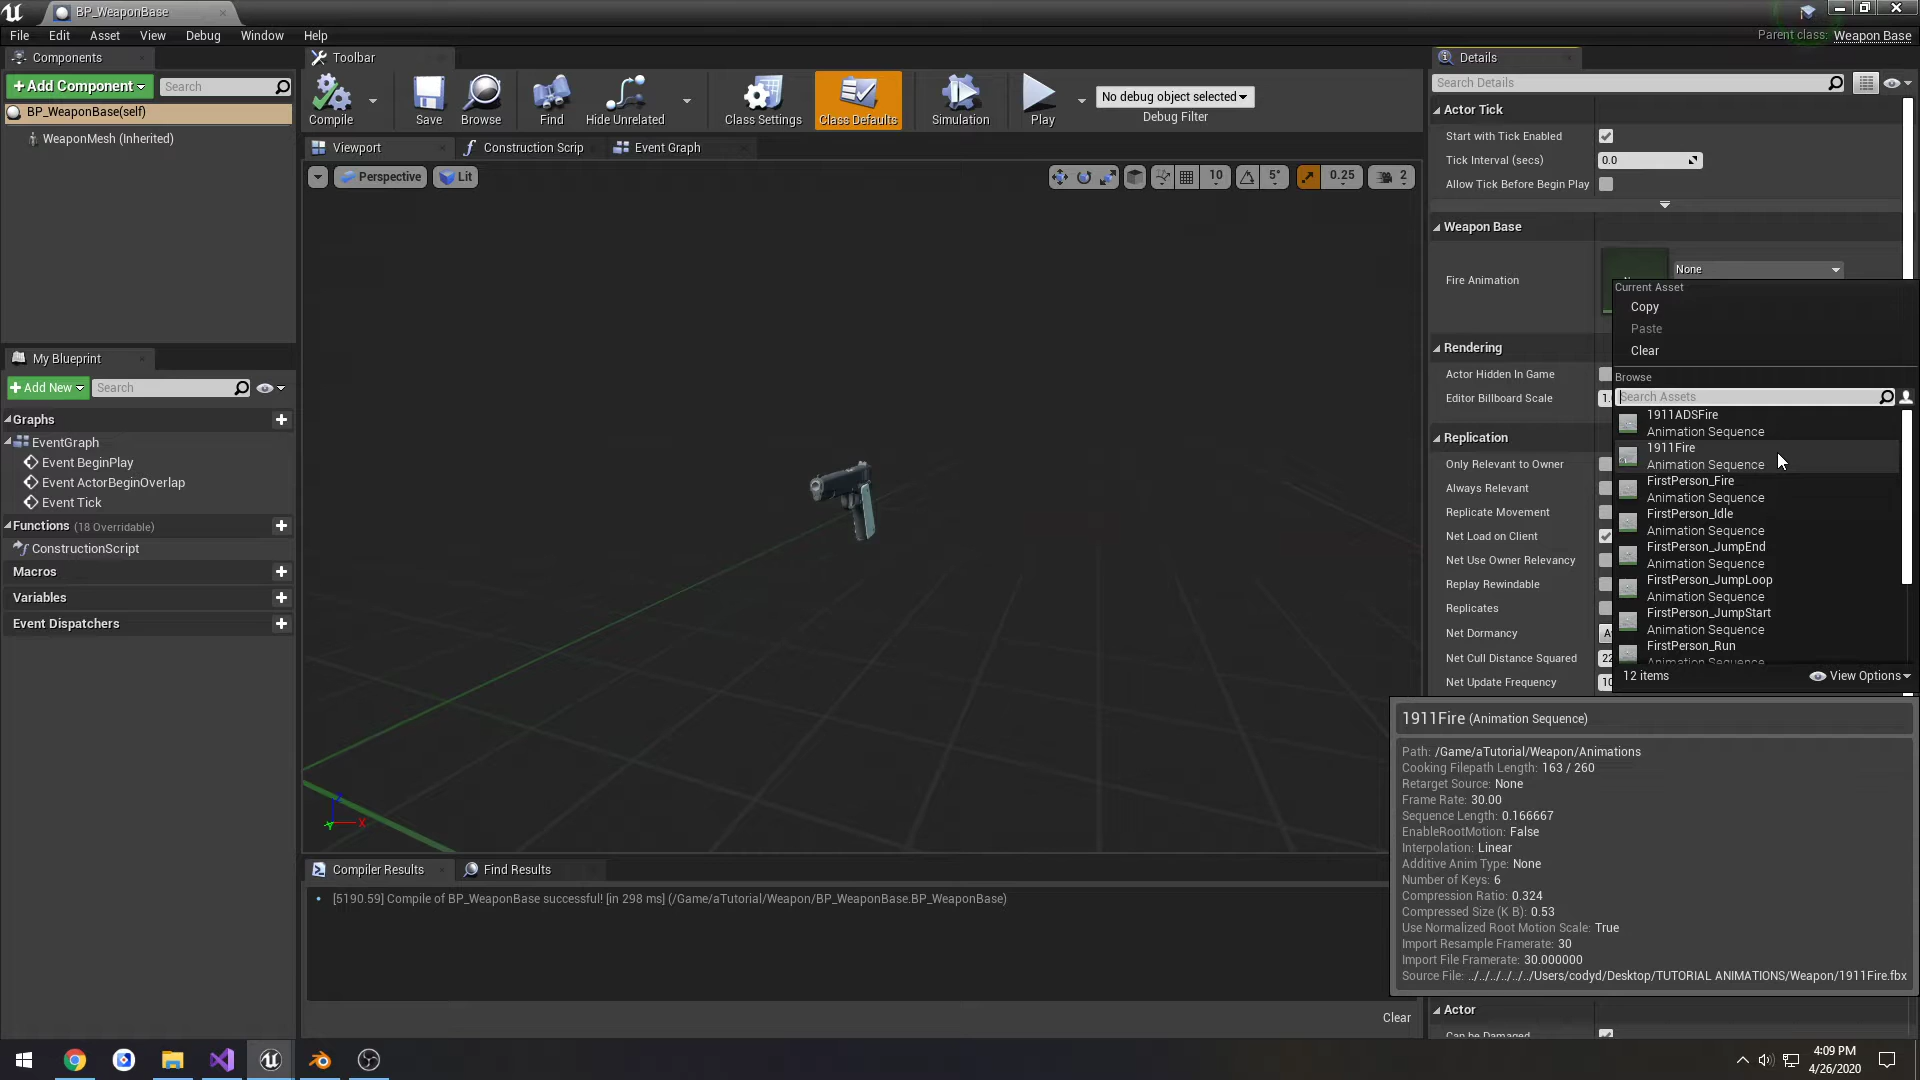 BP_WeaponBase
File Edit Asset View Debug Window Help
Parent class: Weapon Base
Components
+Add Component
Search
BP_WeaponBase(self)
WeaponMesh (Inherited)
My Blueprint
+Add New
Search
Graphs
EventGraph
Event BeginPlay
Event ActorBeginOverlap
Event Tick
Functions (18 Overridable)
ConstructionScript
Macros
Variables
Event Dispatchers
Toolbar
Compile
Save
Browse
Find
Hide Unrelated
Class Settings
Class Defaults
Simulation
Play
No debug object selected
Debug Filter
Viewport
Construction Scrip
Event Graph
Perspective
Lit
10
5°
0.25
2
Z
X
Y
Compiler Results
Find Results
[5190.59] Compile of BP_WeaponBase successful! [in 298 ms] (/Game/aTutorial/Weapon/BP_WeaponBase.BP_WeaponBase)
Clear
Details
Search Details
Actor Tick
Start with Tick Enabled
Tick Interval (secs) 0.0
Allow Tick Before Begin Play
Weapon Base
Fire Animation
None
Rendering
Actor Hidden In Game
Editor Billboard Scale
Replication
Only Relevant to Owner
Always Relevant
Replicate Movement
Net Load on Client
Net Use Owner Relevancy
Replay Rewindable
Replicates
Net Dormancy
Net Cull Distance Squared
Net Update Frequency
Current Asset
Copy
Paste
Clear
Browse
Search Assets
1911ADSFire
Animation Sequence
1911Fire
Animation Sequence
FirstPerson_Fire
Animation Sequence
FirstPerson_Idle
Animation Sequence
FirstPerson_JumpEnd
Animation Sequence
FirstPerson_JumpLoop
Animation Sequence
FirstPerson_JumpStart
Animation Sequence
FirstPerson_Run
Animation Sequence
12 items
View Options
1911Fire (Animation Sequence)
Path: /Game/aTutorial/Weapon/Animations
Cooking Filepath Length: 163 / 260
Retarget Source: None
Frame Rate: 30.00
Sequence Length: 0.166667
EnableRootMotion: False
Interpolation: Linear
Additive Anim Type: None
Number of Keys: 6
Compression Ratio: 0.324
Compressed Size (K B): 0.53
Use Normalized Root Motion Scale: True
Import Resample Framerate: 30
Import File Framerate: 30.000000
Source File: ../../../../../../Users/codyd/Desktop/TUTORIAL ANIMATIONS/Weapon/1911Fire.fbx
Actor
Can be Damaged
4:09 PM
4/26/2020